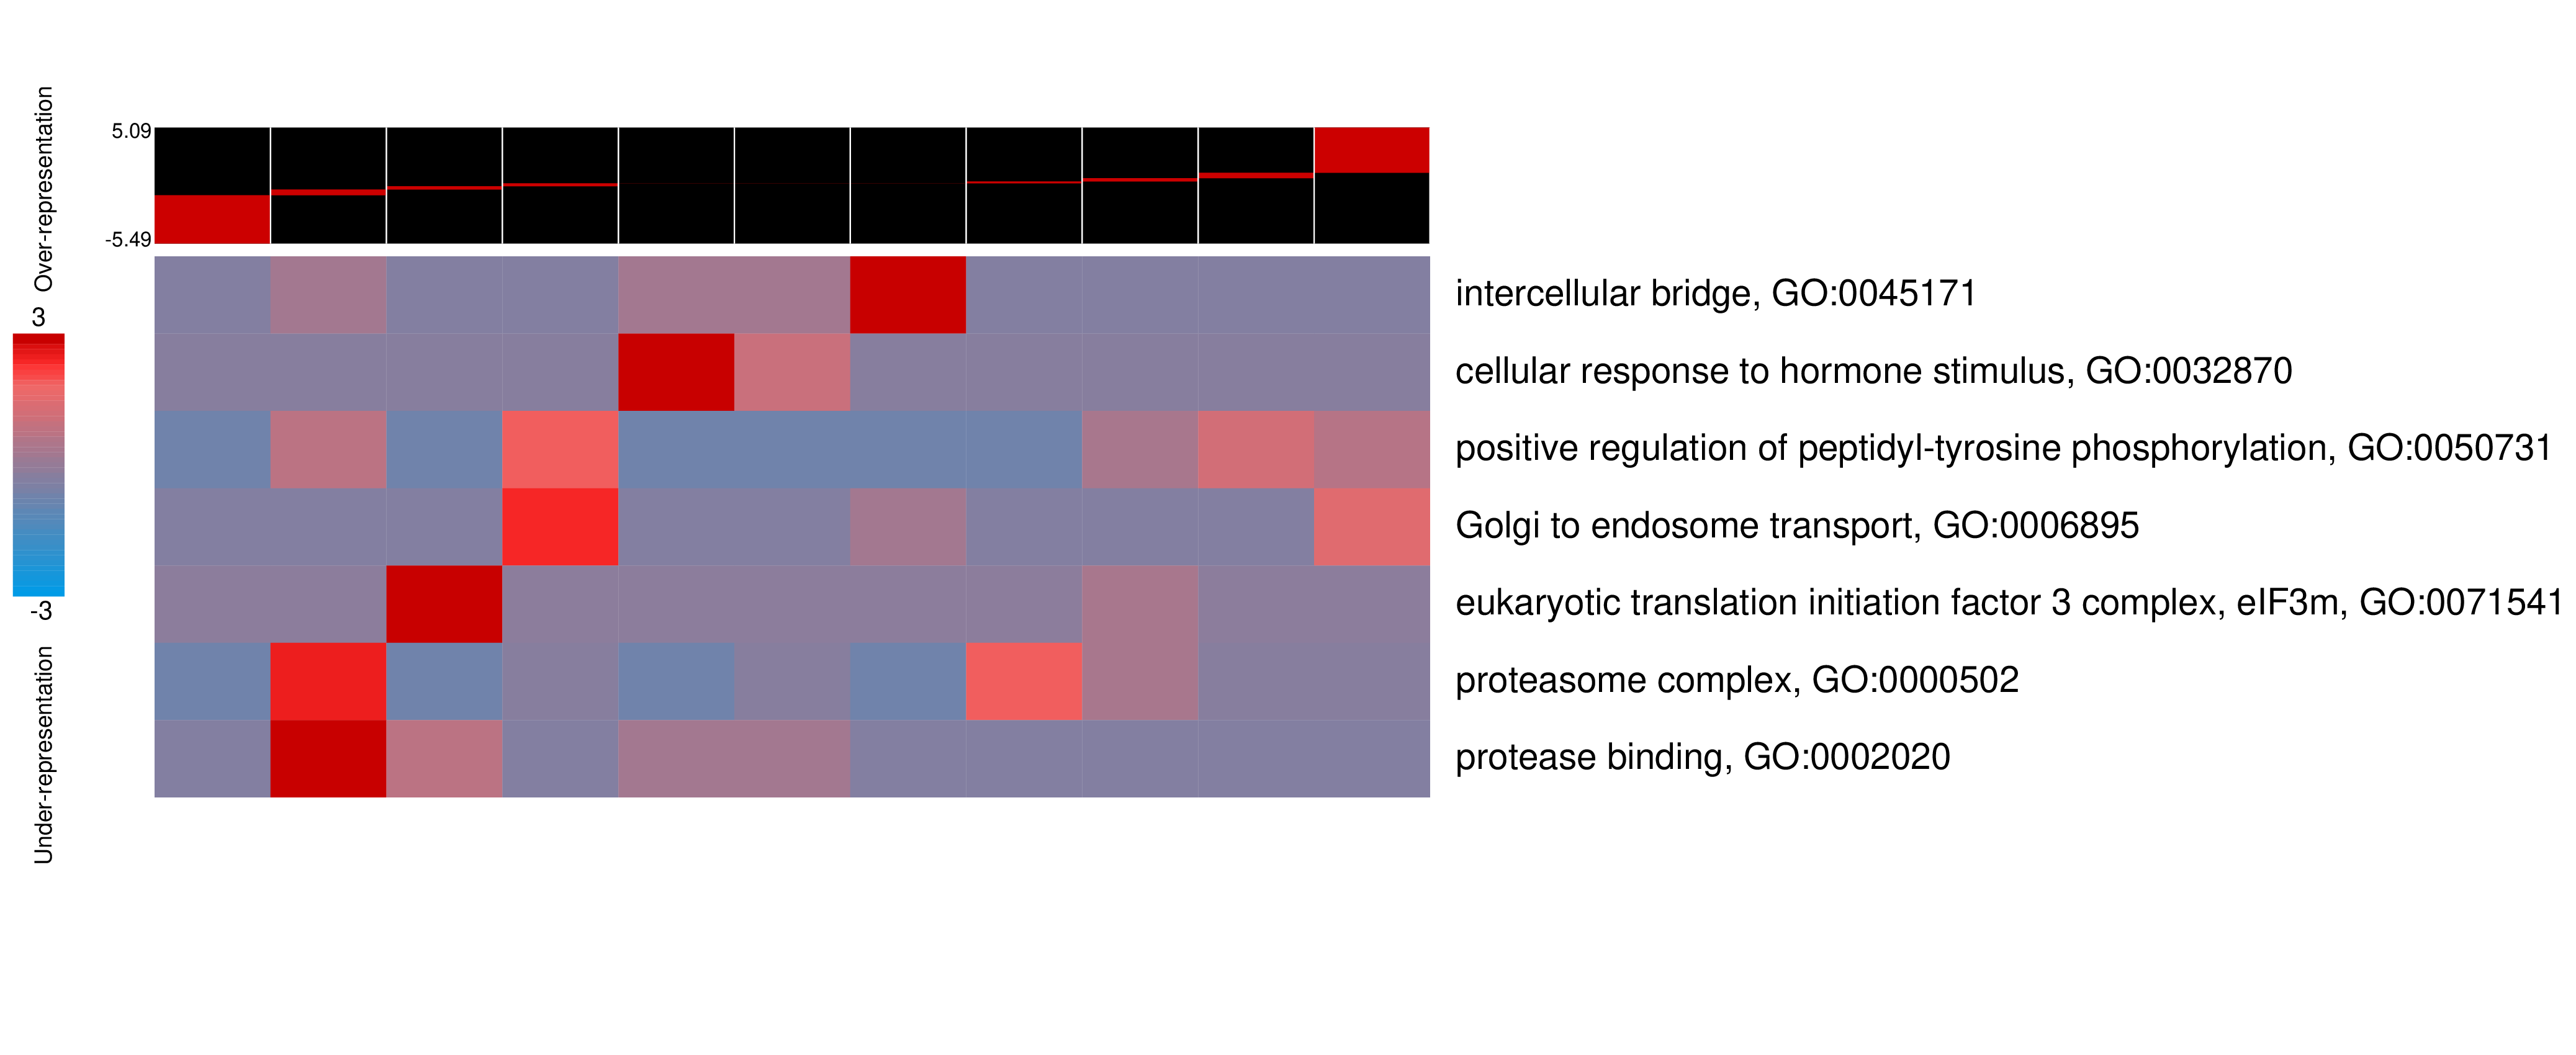 Over-representation
3
-3
Under-representation
5.09
-5.49
intercellular bridge, GO:0045171
cellular response to hormone stimulus, GO:0032870
positive regulation of peptidyl-tyrosine phosphorylation, GO:0050731
Golgi to endosome transport, GO:0006895
eukaryotic translation initiation factor 3 complex, eIF3m, GO:0071541
proteasome complex, GO:0000502
protease binding, GO:0002020